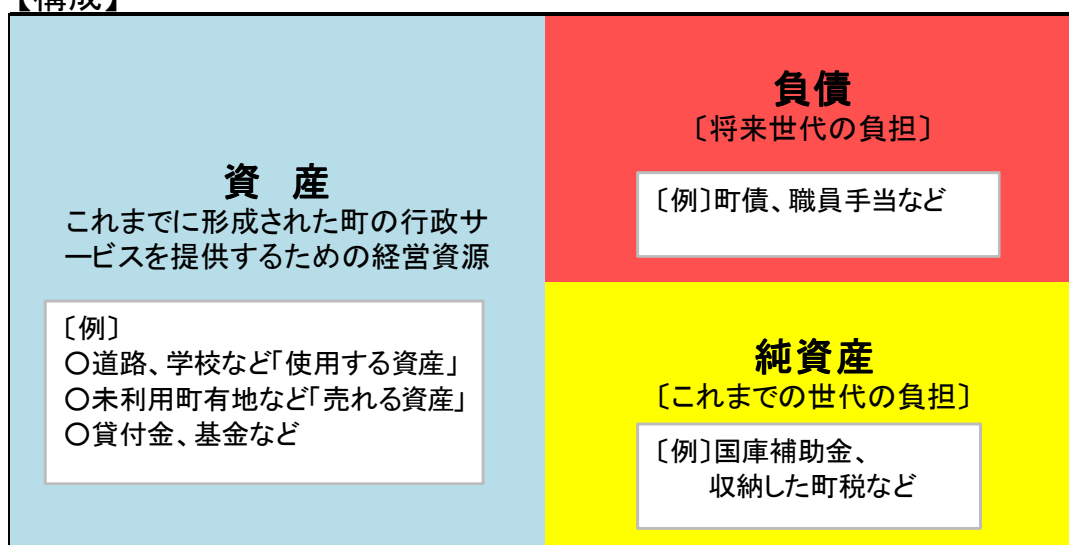 【構成】
資　産
これまでに形成された町の行政サ
ービスを提供するための経営資源
〔例〕
○道路、学校など「使用する資産」
○未利用町有地など「売れる資産」
○貸付金、基金など
負債
〔将来世代の負担〕
〔例〕町債、職員手当など
純資産
〔これまでの世代の負担〕
〔例〕国庫補助金、
収納した町税など